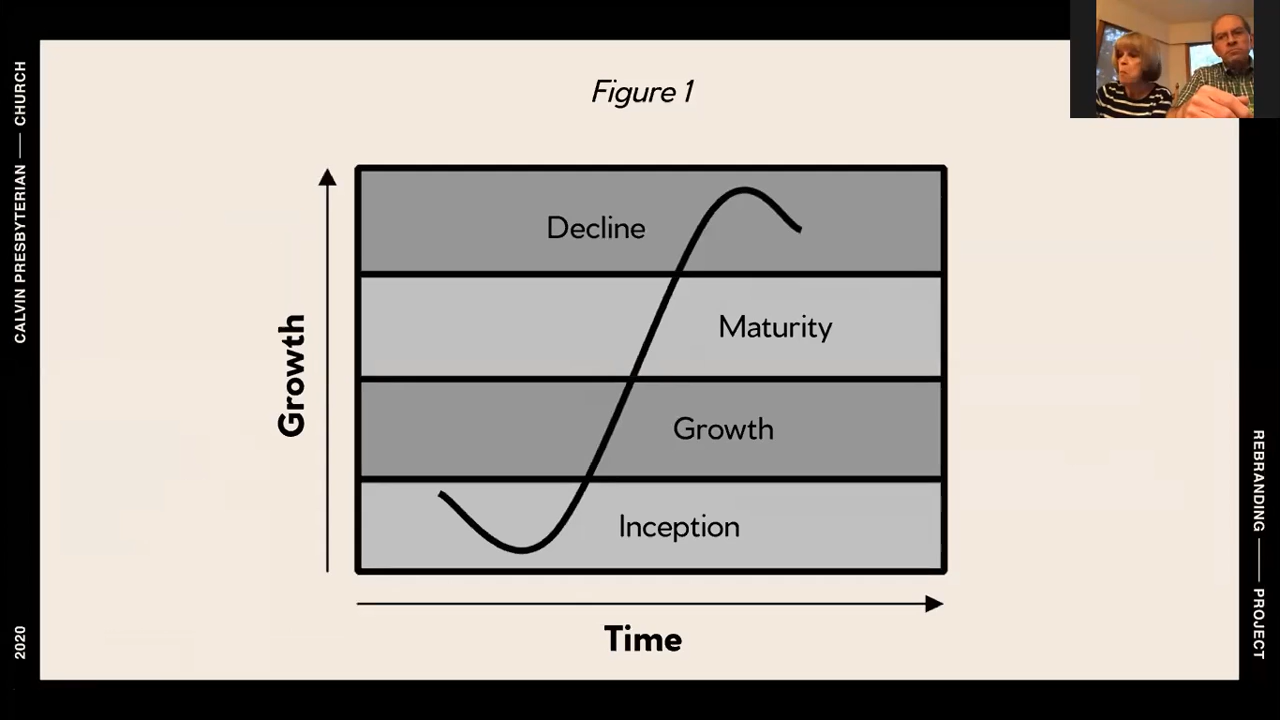 CALVIN PRESBYTERIAN — CHURCH
2020
Figure 1
Growth
Decline
Maturity
Growth
Inception
Time
REBRANDING — PROJECT